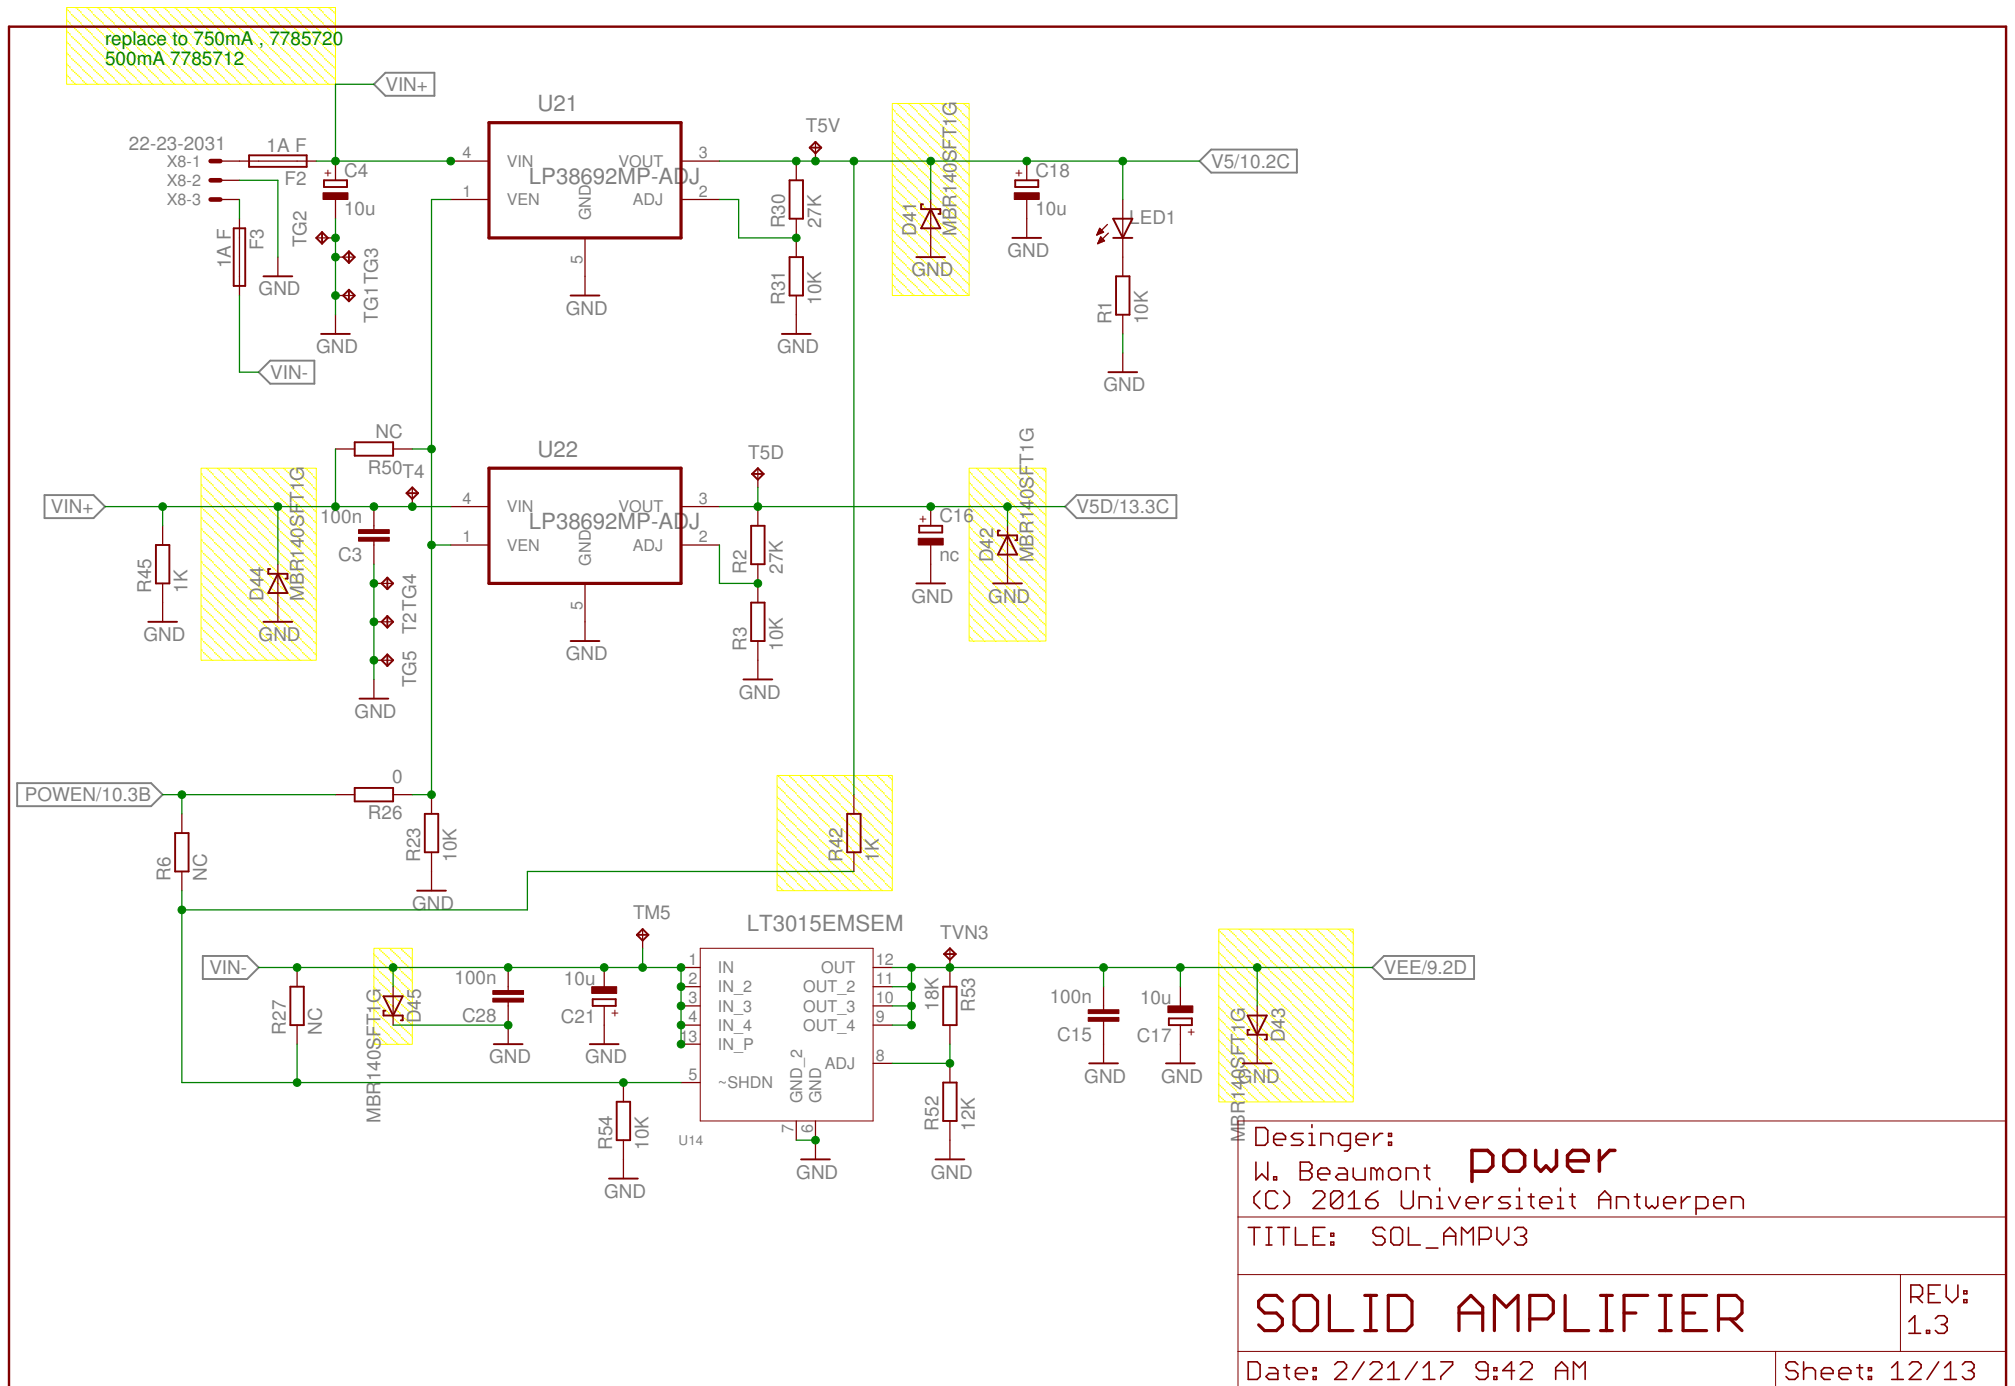 replace to 750mA , 7785720
500mA 7785712
VIN+
22-23-2031
X8-1
X8-2
X8-3
1A F
F2
C4
10u
TG2
TG1TG3
1A F
F3
GND
GND
VIN-
U21
4
VIN
VOUT
3
LP38692MP-ADJ
1
VEN
GND
ADJ
2
5
GND
T5V
R30
27K
R31
10K
GND
D41
MBR140SFT1G
GND
C18
10u
GND
LED1
R1
10K
GND
V5/10.2C
NC
R50
T4
VIN+
R45
1K
GND
D44
MBR140SFT1G
GND
100n
C3
T2TG4
TG5
GND
U22
4
VIN
VOUT
3
LP38692MP-ADJ
1
VEN
GND
ADJ
2
5
GND
T5D
R2
27K
R3
10K
GND
C16
nc
GND
D42
MBR140SFT1G
GND
V5D/13.3C
POWEN/10.3B
0
R26
R6
NC
R23
10K
GND
R42
1K
VIN-
R27
NC
MBR140SFT1G
D45
100n
C28
GND
10u
C21
GND
TM5
LT3015EMSEM
1
IN
OUT
12
2
IN_2
OUT_2
11
3
IN_3
OUT_3
10
4
IN_4
OUT_4
9
13
IN_P
ADJ
8
5
~SHDN
GND_2
GND
7
6
U14
GND
R54
10K
GND
TVN3
18K
R53
R52
12K
GND
100n
C15
GND
10u
C17
GND
MBR140SFT1G
D43
GND
VEE/9.2D
Desinger:
W. Beaumont
power
(C) 2016 Universiteit Antwerpen
TITLE: SOL_AMPV3
SOLID AMPLIFIER
REV:
1.3
Date: 2/21/17 9:42 AM
Sheet: 12/13